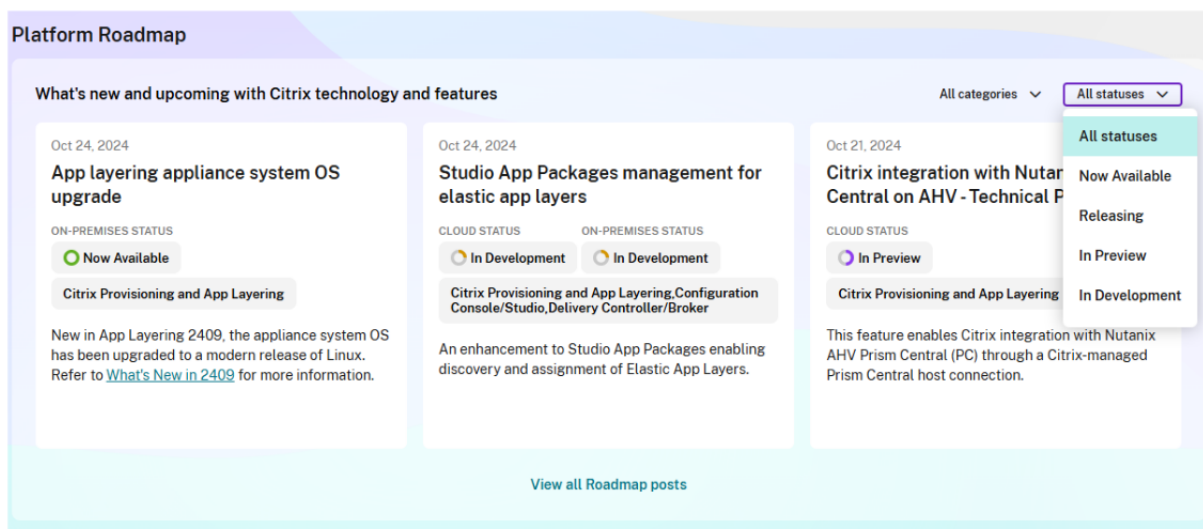 Platform Roadmap
What's new and upcoming with Citrix technology and features
All categories
All statuses
All statuses
Now Available
Releasing
In Preview
In Development
Oct 24, 2024
App layering appliance system OS
upgrade
ON-PREMISES STATUS
Now Available
Citrix Provisioning and App Layering
New in App Layering 2409, the appliance system OS
has been upgraded to a modern release of Linux.
Refer to What's New in 2409 for more information.
Oct 24, 2024
Studio App Packages management for
elastic app layers
CLOUD STATUS
ON-PREMISES STATUS
In Development
In Development
Citrix Provisioning and App Layering,Configuration
Console/Studio,Delivery Controller/Broker
An enhancement to Studio App Packages enabling
discovery and assignment of Elastic App Layers.
Oct 21, 2024
Citrix integration with Nutan
Central on AHV - Technical P
CLOUD STATUS
In Preview
Citrix Provisioning and App Layering
This feature enables Citrix integration with Nutanix
AHV Prism Central (PC) through a Citrix-managed
Prism Central host connection.
View all Roadmap posts